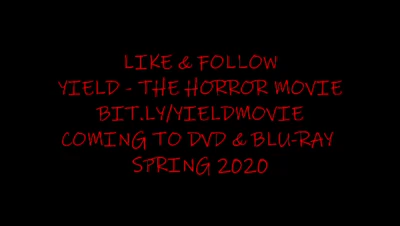 LIKE & FOLLOW
YIELD - THE HORROR MOVIE
BIT.LY/YIELDMOVIE
COMING TO DVD & BLU-RAY
SPRING 2020